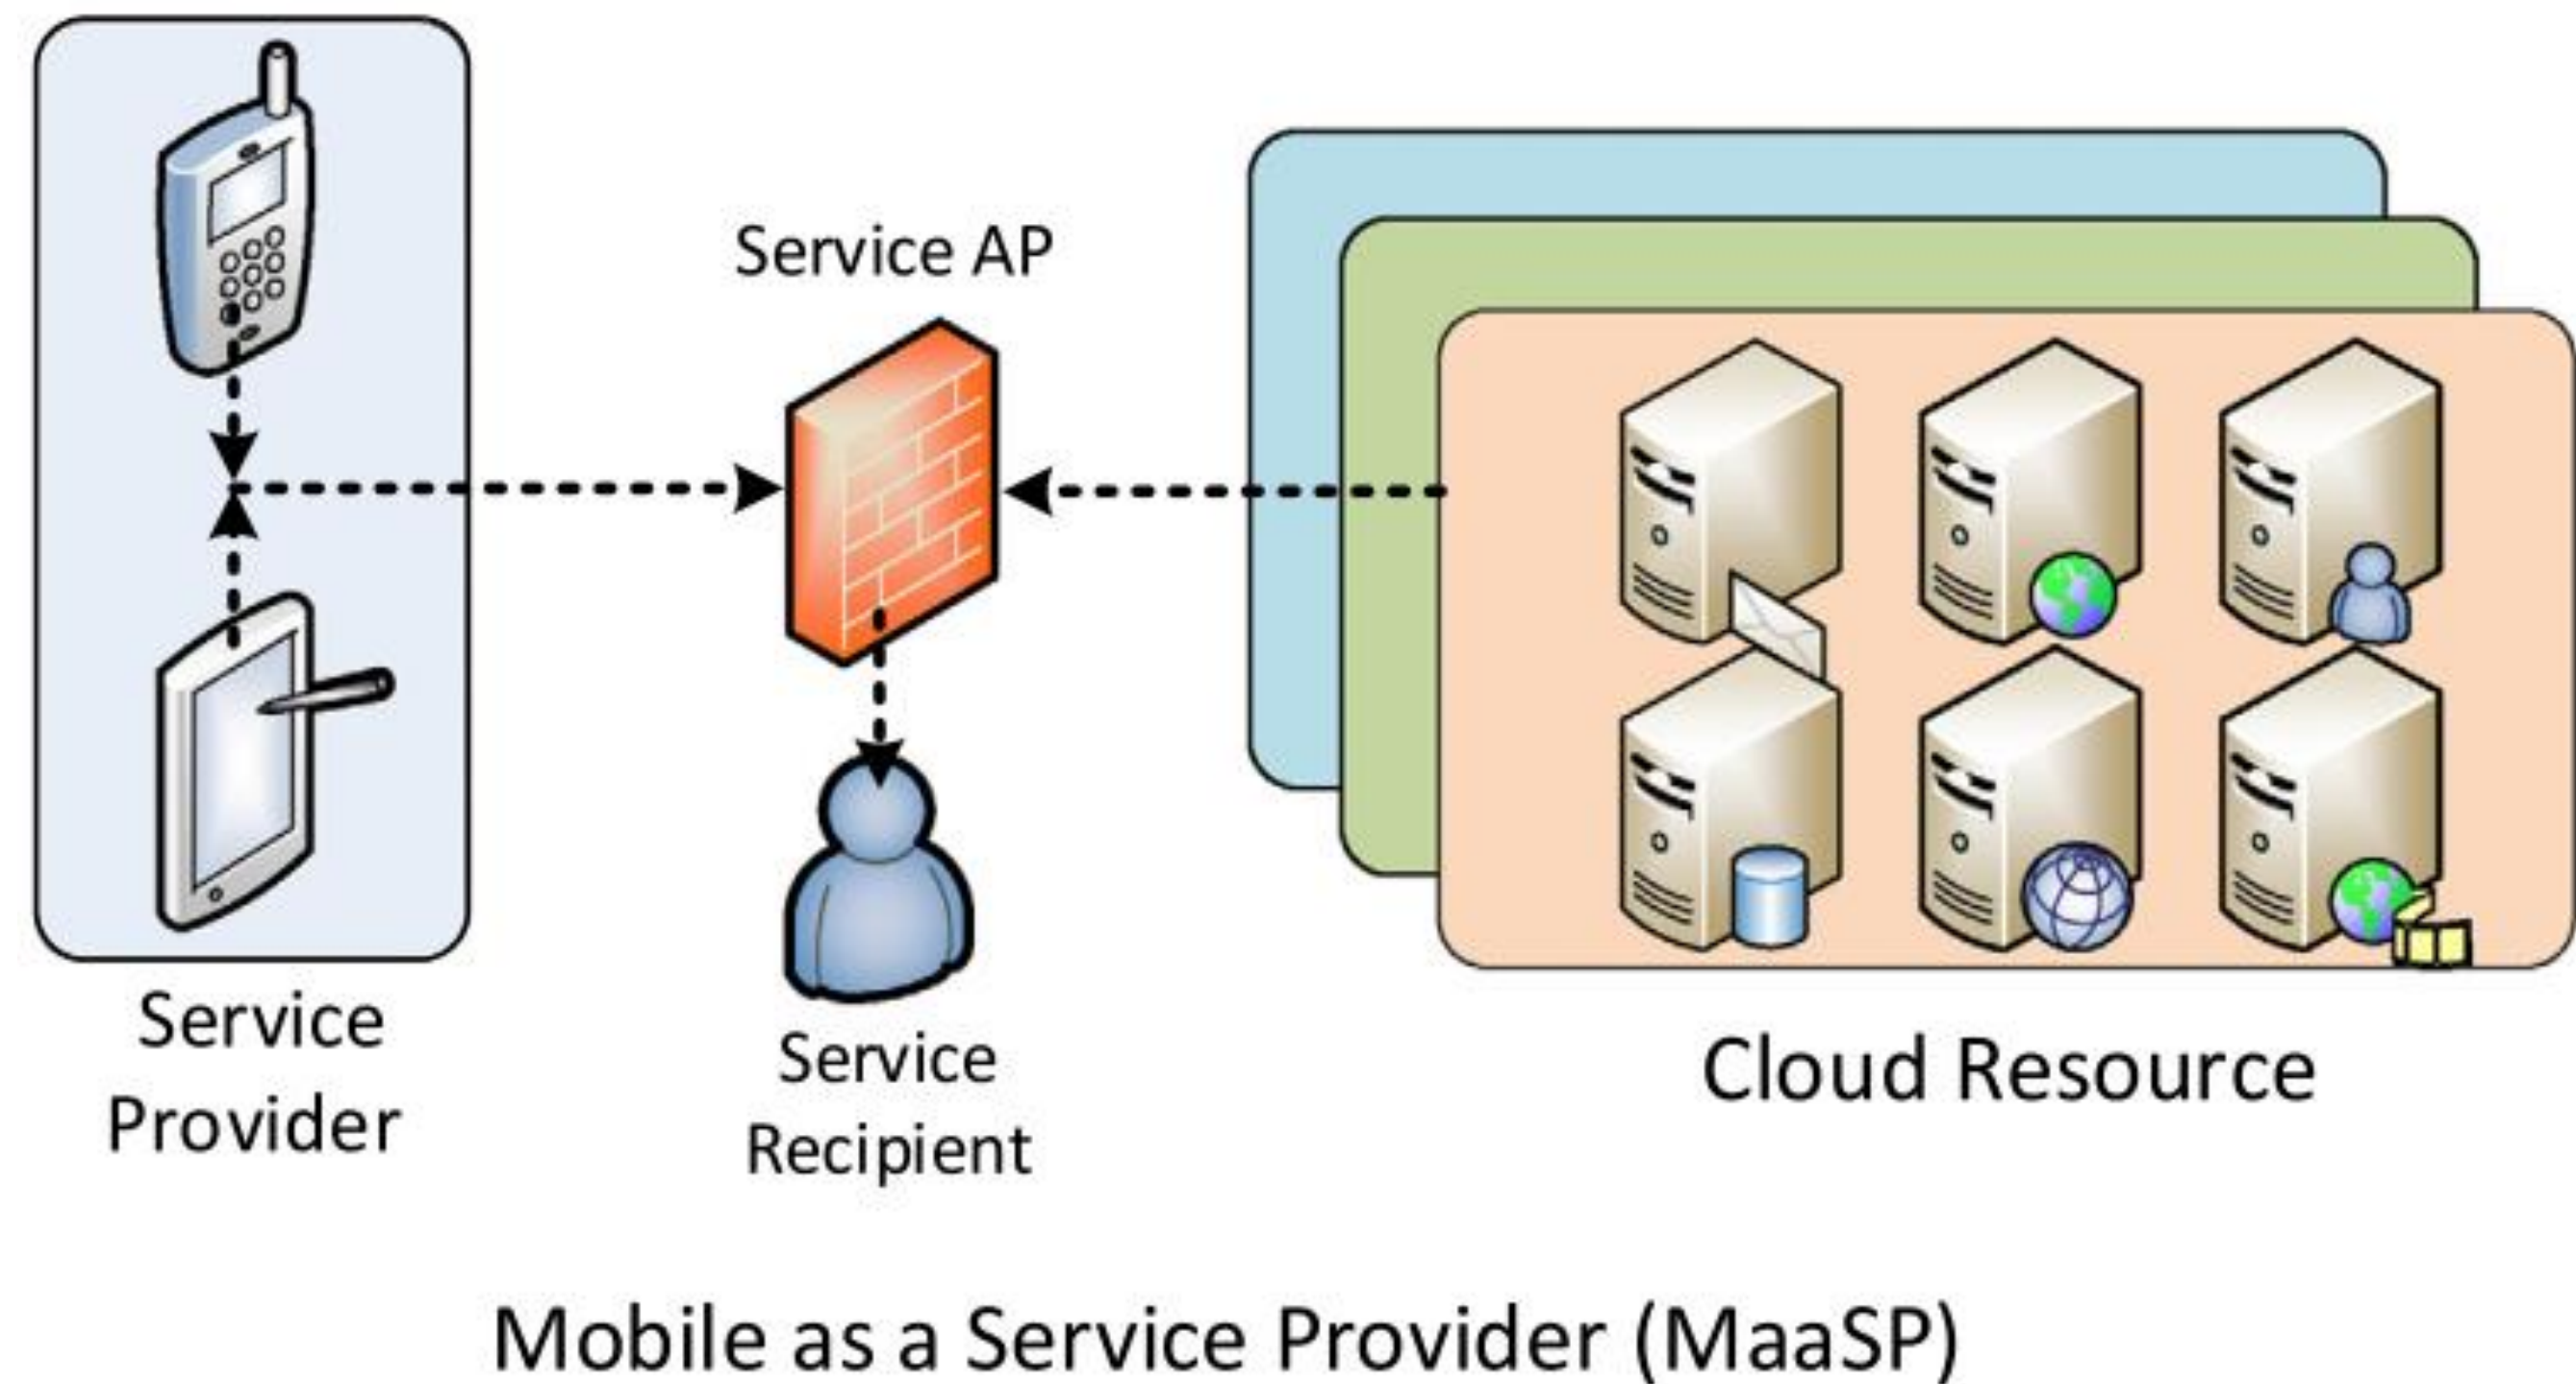 Service AP
Service
Provider
Service
Recipient
Cloud Resource
Mobile as a Service Provider (MaaSP)